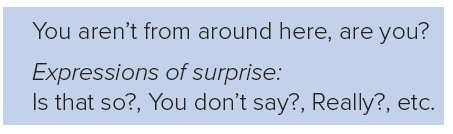 You aren’t from around here, are you?
Expressions of surprise:
Is that so?, You don’t say?, Really?, etc.